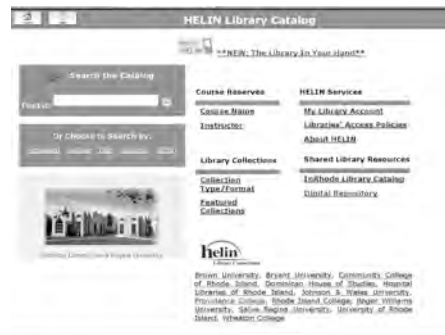 HELIN Library Catalog
**NEW: The Library In Your Hand**
Search the Catalog
Or Choose to Search by:
Course Reserves
Course Name
Instructor
Library Collections
Collection
Type/Format
Featured
Collections
HELIN Services
My Library Account
Libraries' Access Policies
About HELIN
Shared Library Resources
InRhode Library Catalog
Digital Repository
helin
Brown University, Bryant University, Community College
of Rhode Island, Dominican House of Studies, Hospital
Libraries of Rhode Island, Johnson & Wales University,
Providence College, Rhode Island College, Roger Williams
University, Salve Regina University, University of Rhode
Island, Wheaton College